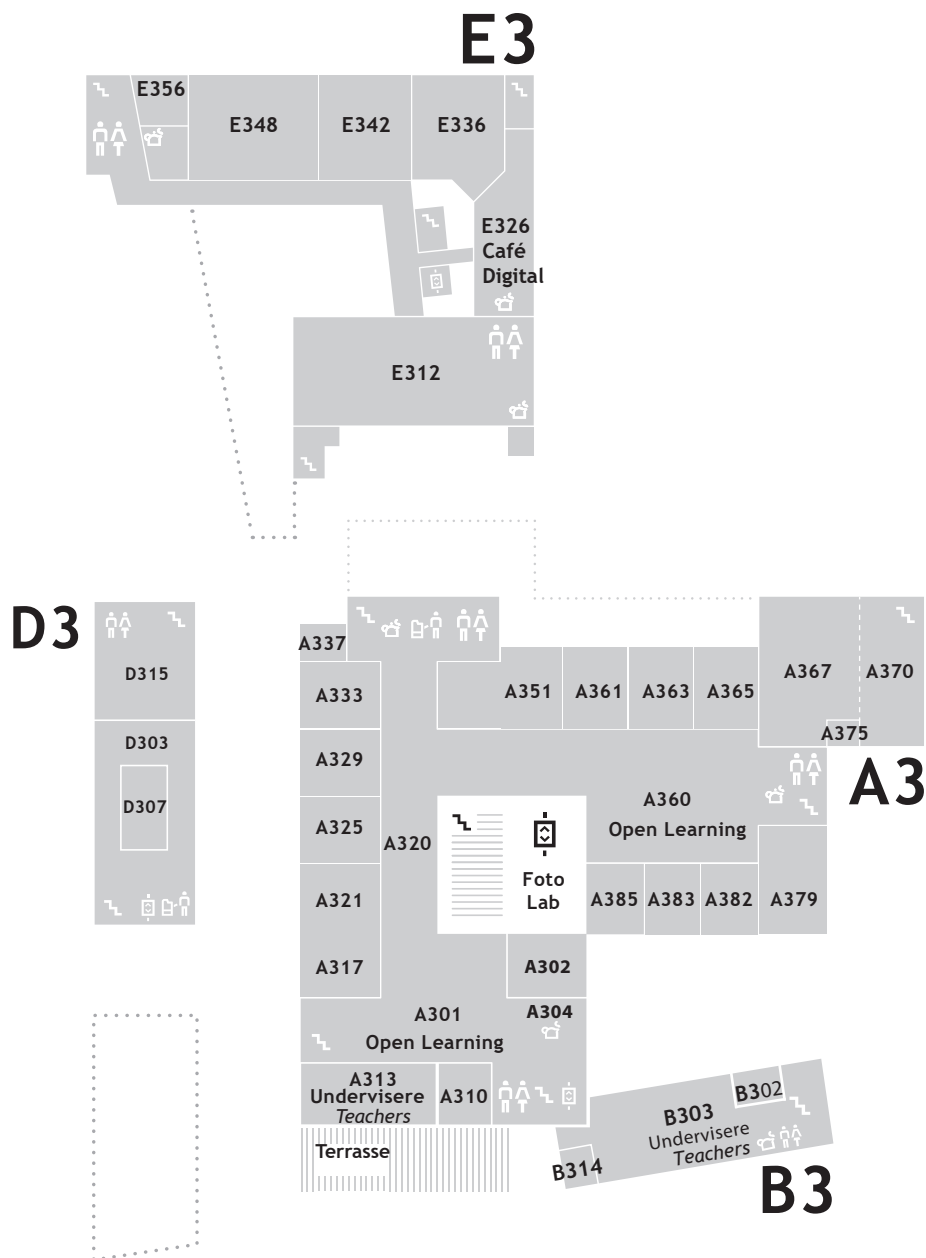 E3
E356
E348
E342
E336
E326
Café
Digital
E312
D3
D315
D303
D307
A337
A333
A329
A325
A320
A321
A317
A351
A361
A363
A365
A367
A370
A375
A3
A360
Open Learning
Foto
Lab
A385
A383
A382
A379
A302
A301
Open Learning
A304
A313
Undervisere
Teachers
A310
Terrasse
B302
B303
Undervisere
Teachers
B314
B3